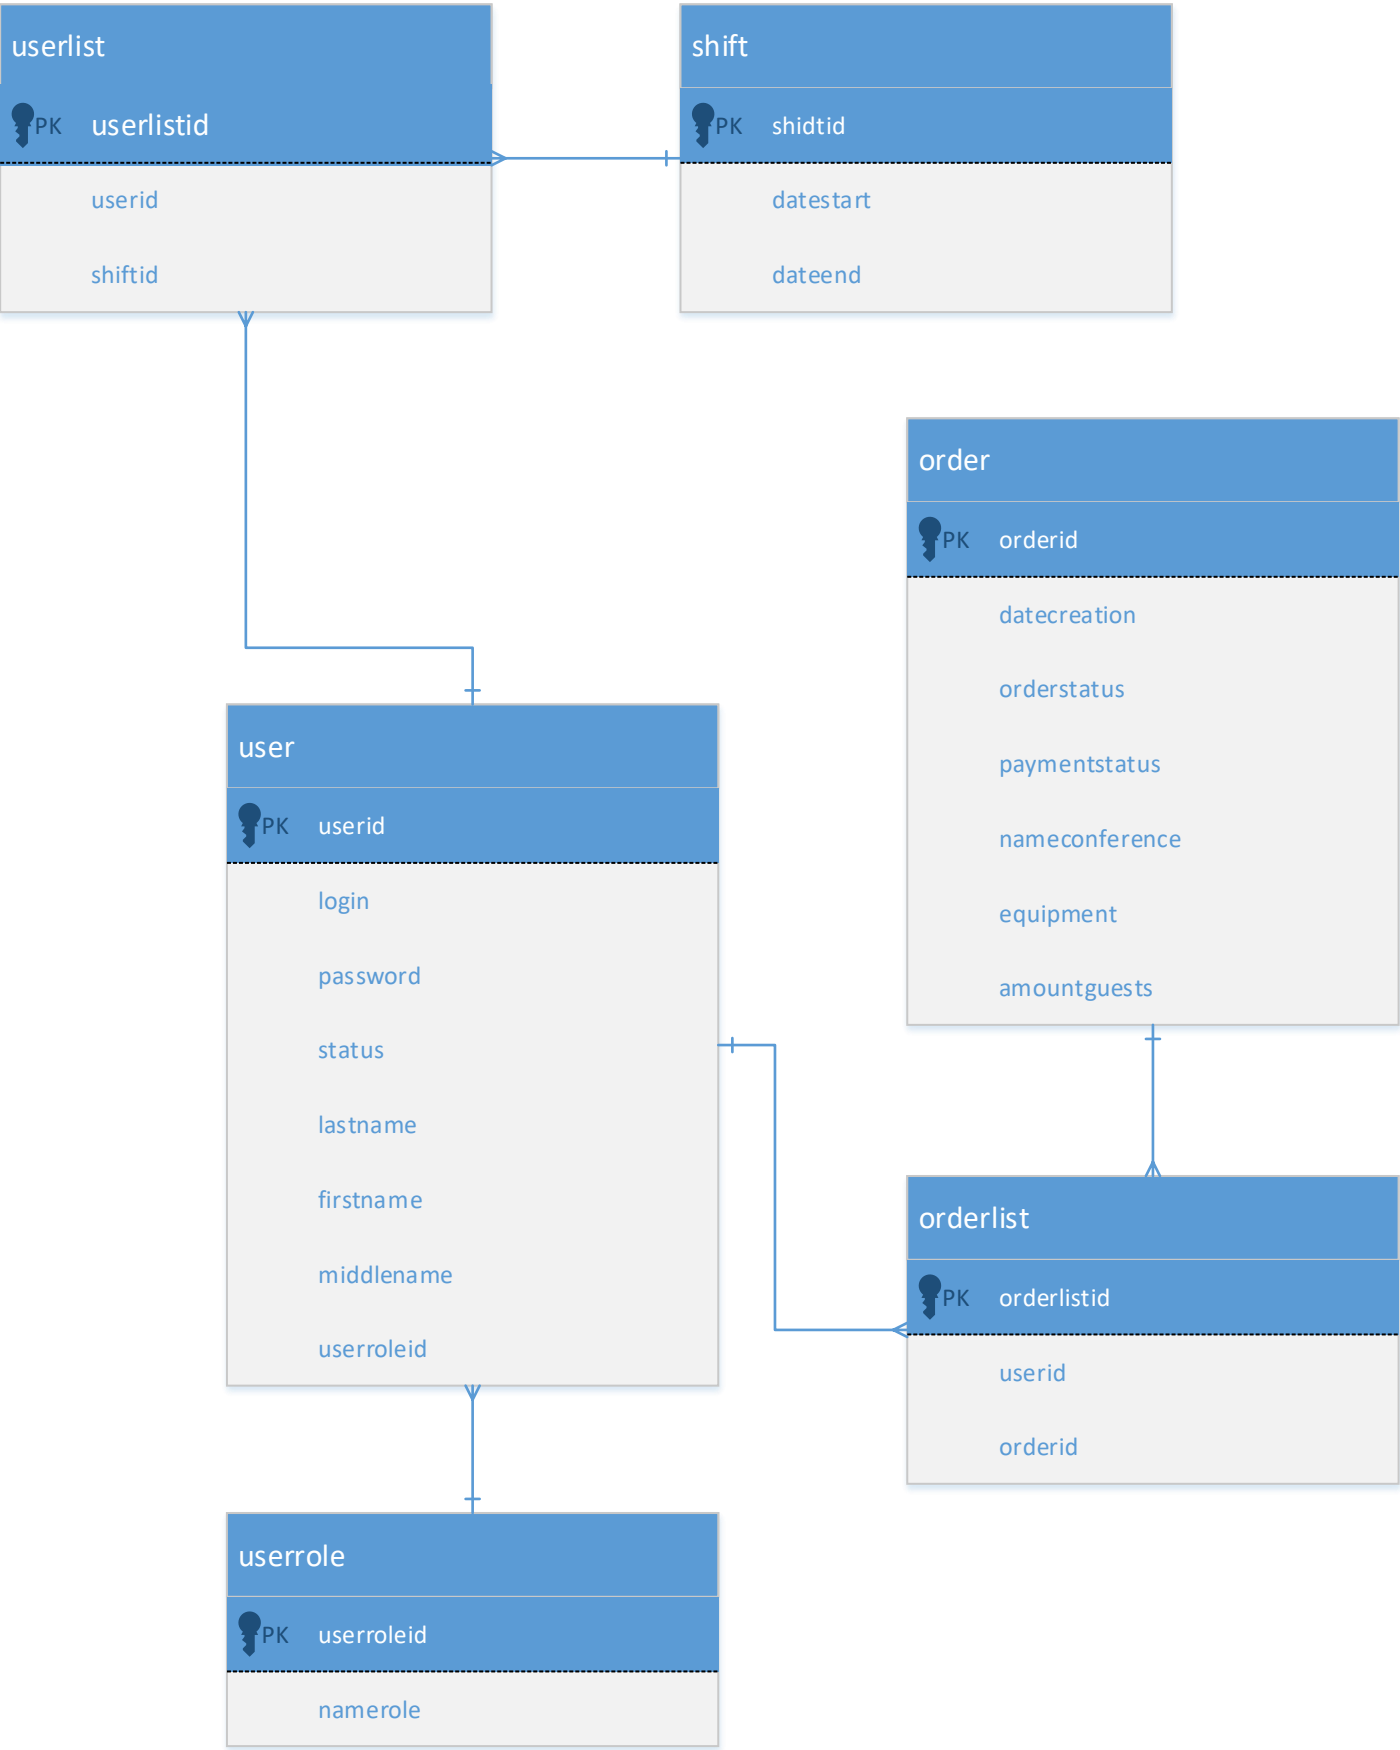 userlist
PK userlistid
userid
shiftid
shift
PK shidtid
datestart
dateend
order
PK orderid
datecreation
orderstatus
paymentstatus
nameconference
equipment
amountguests
user
PK userid
login
password
status
lastname
firstname
middlename
userroleid
orderlist
PK orderlistid
userid
orderid
userrole
PK userroleid
namerole